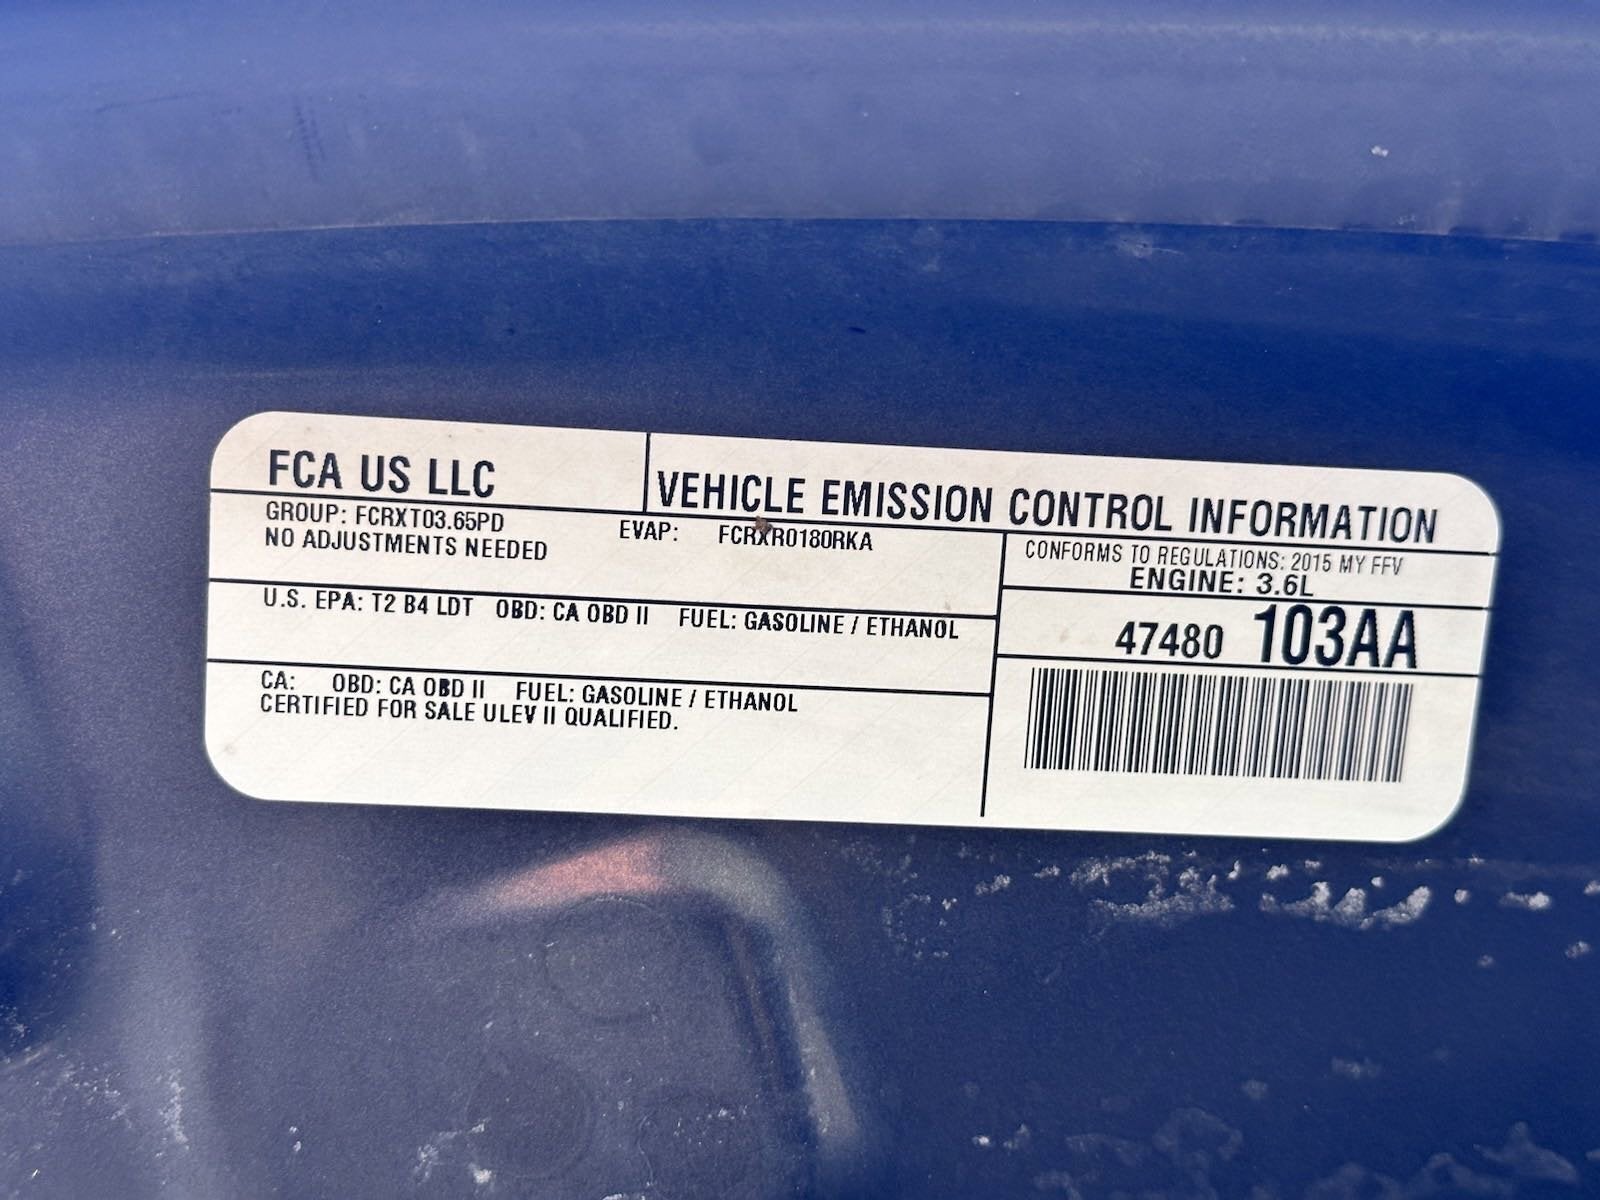 FCA US LLC
VEHICLE EMISSION CONTROL INFORMATION
GROUP: FCRXT03.65PD
EVAP: FCRXR0180RKA
NO ADJUSTMENTS NEEDED
CONFORMS TO REGULATIONS: 2015 MY FFV
ENGINE: 3.6L
U.S. EPA: T2 B4 LDT OBD: CA OBD II FUEL: GASOLINE / ETHANOL
47480 103AA
CA: OBD: CA OBD II FUEL: GASOLINE / ETHANOL
CERTIFIED FOR SALE ULEV II QUALIFIED.